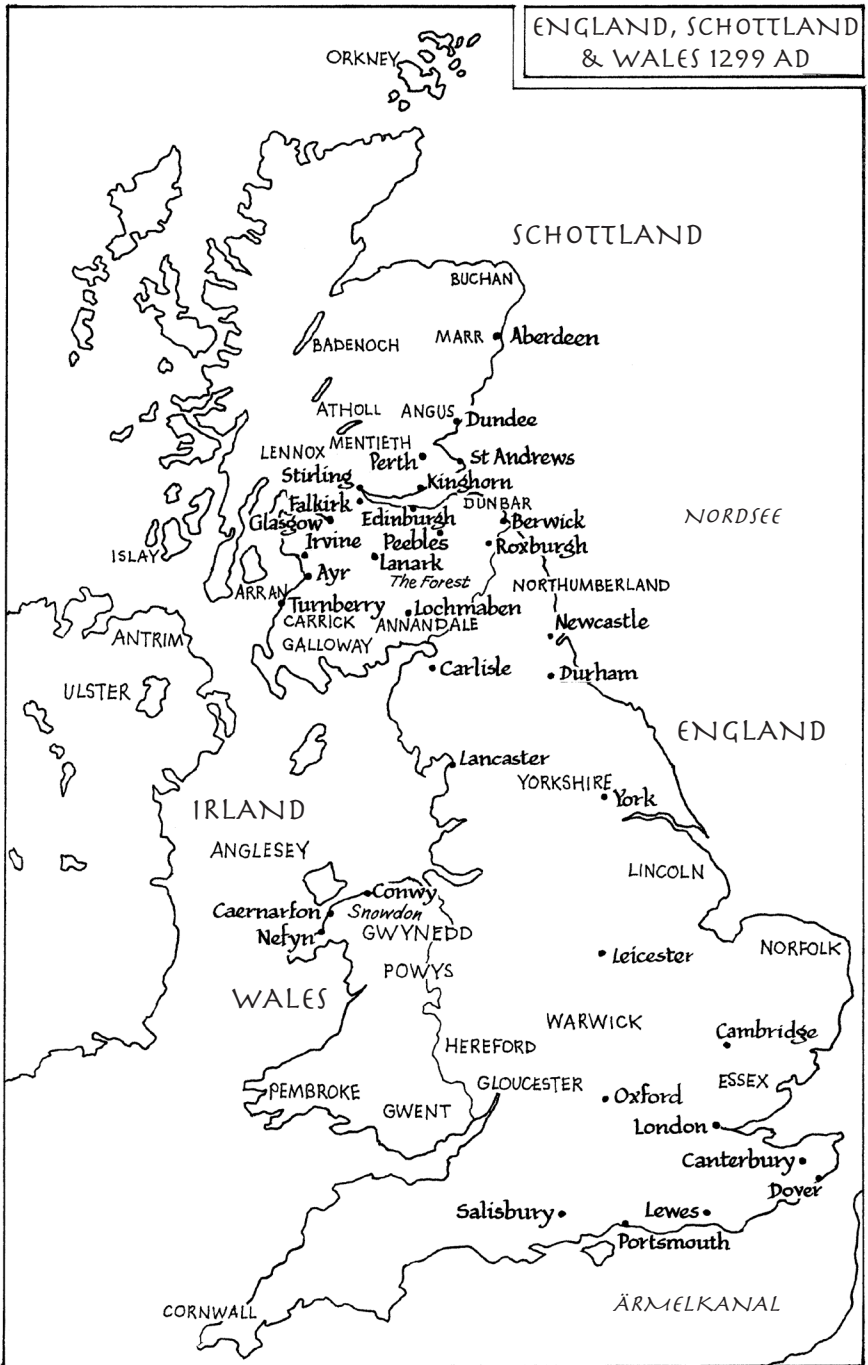 ENGLAND, SCHOTTLAND
& WALES 1299 AD
ORKNEY
SCHOTTLAND
BUCHAN
MARR
Aberdeen
BADENOCH
ATHOLL
ANGUS
Dundee
MENTIETH
LENNOX
Perth
St Andrews
Stirling
Kinghorn
Falkirk
DUNBAR
Glasgow
Edinburgh
Berwick
NORDSEE
Irvine
Peebles
Roxburgh
ISLAY
Lanark
Ayr
The Forest
NORTHUMBERLAND
ARRAN
Turnberry
Lochmaben
CARRICK
ANNANDALE
Newcastle
ANTRIM
GALLOWAY
Carlisle
Durham
ULSTER
ENGLAND
Lancaster
YORKSHIRE
York
IRLAND
ANGLESEY
LINCOLN
Conwy
Caernarfon
Snowdon
Nefyn
GWYNEDD
NORFOLK
Leicester
POWYS
WALES
WARWICK
Cambridge
HEREFORD
PEMBROKE
GLOUCESTER
ESSEX
GWENT
Oxford
London
Canterbury
Dover
Salisbury
Lewes
Portsmouth
CORNWALL
ÄRMELKANAL